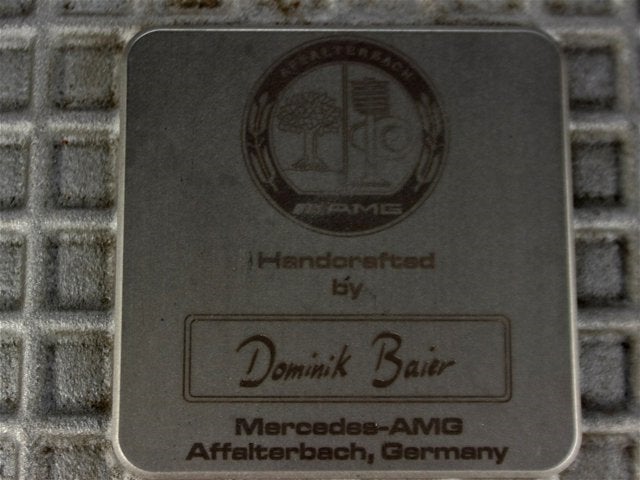 AFFALTERBACH
AMG
Handcrafted
by
Dominik Baier
Mercedes-AMG
Affalterbach, Germany